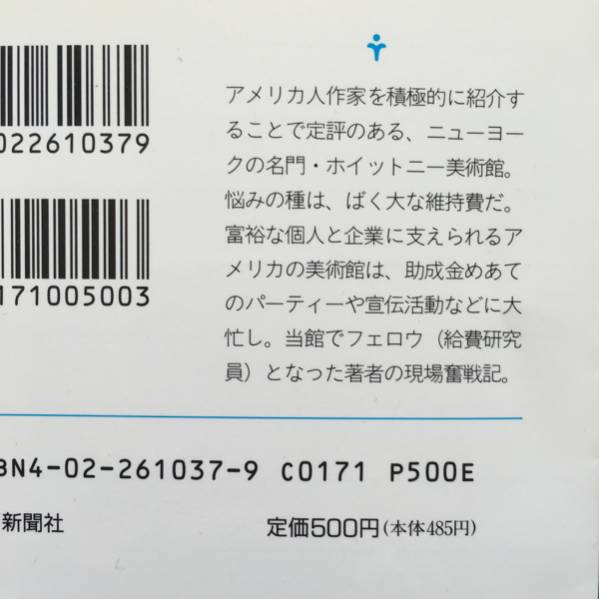 022610379
171005003
アメリカ人作家を積極的に紹介す
ることで定評のある、ニューヨー
クの名門・ホイットニー美術館。
悩みの種は、ばく大な維持費だ。
富裕な個人と企業に支えられるア
メリカの美術館は、助成金めあて
のパーティーや宣伝活動などに大
忙し。当館でフェロウ（給費研究
員）となった著者の現場奮戦記。
BN4-02-261037-9 C0171 P500E
新聞社 定価500円(本体485円)